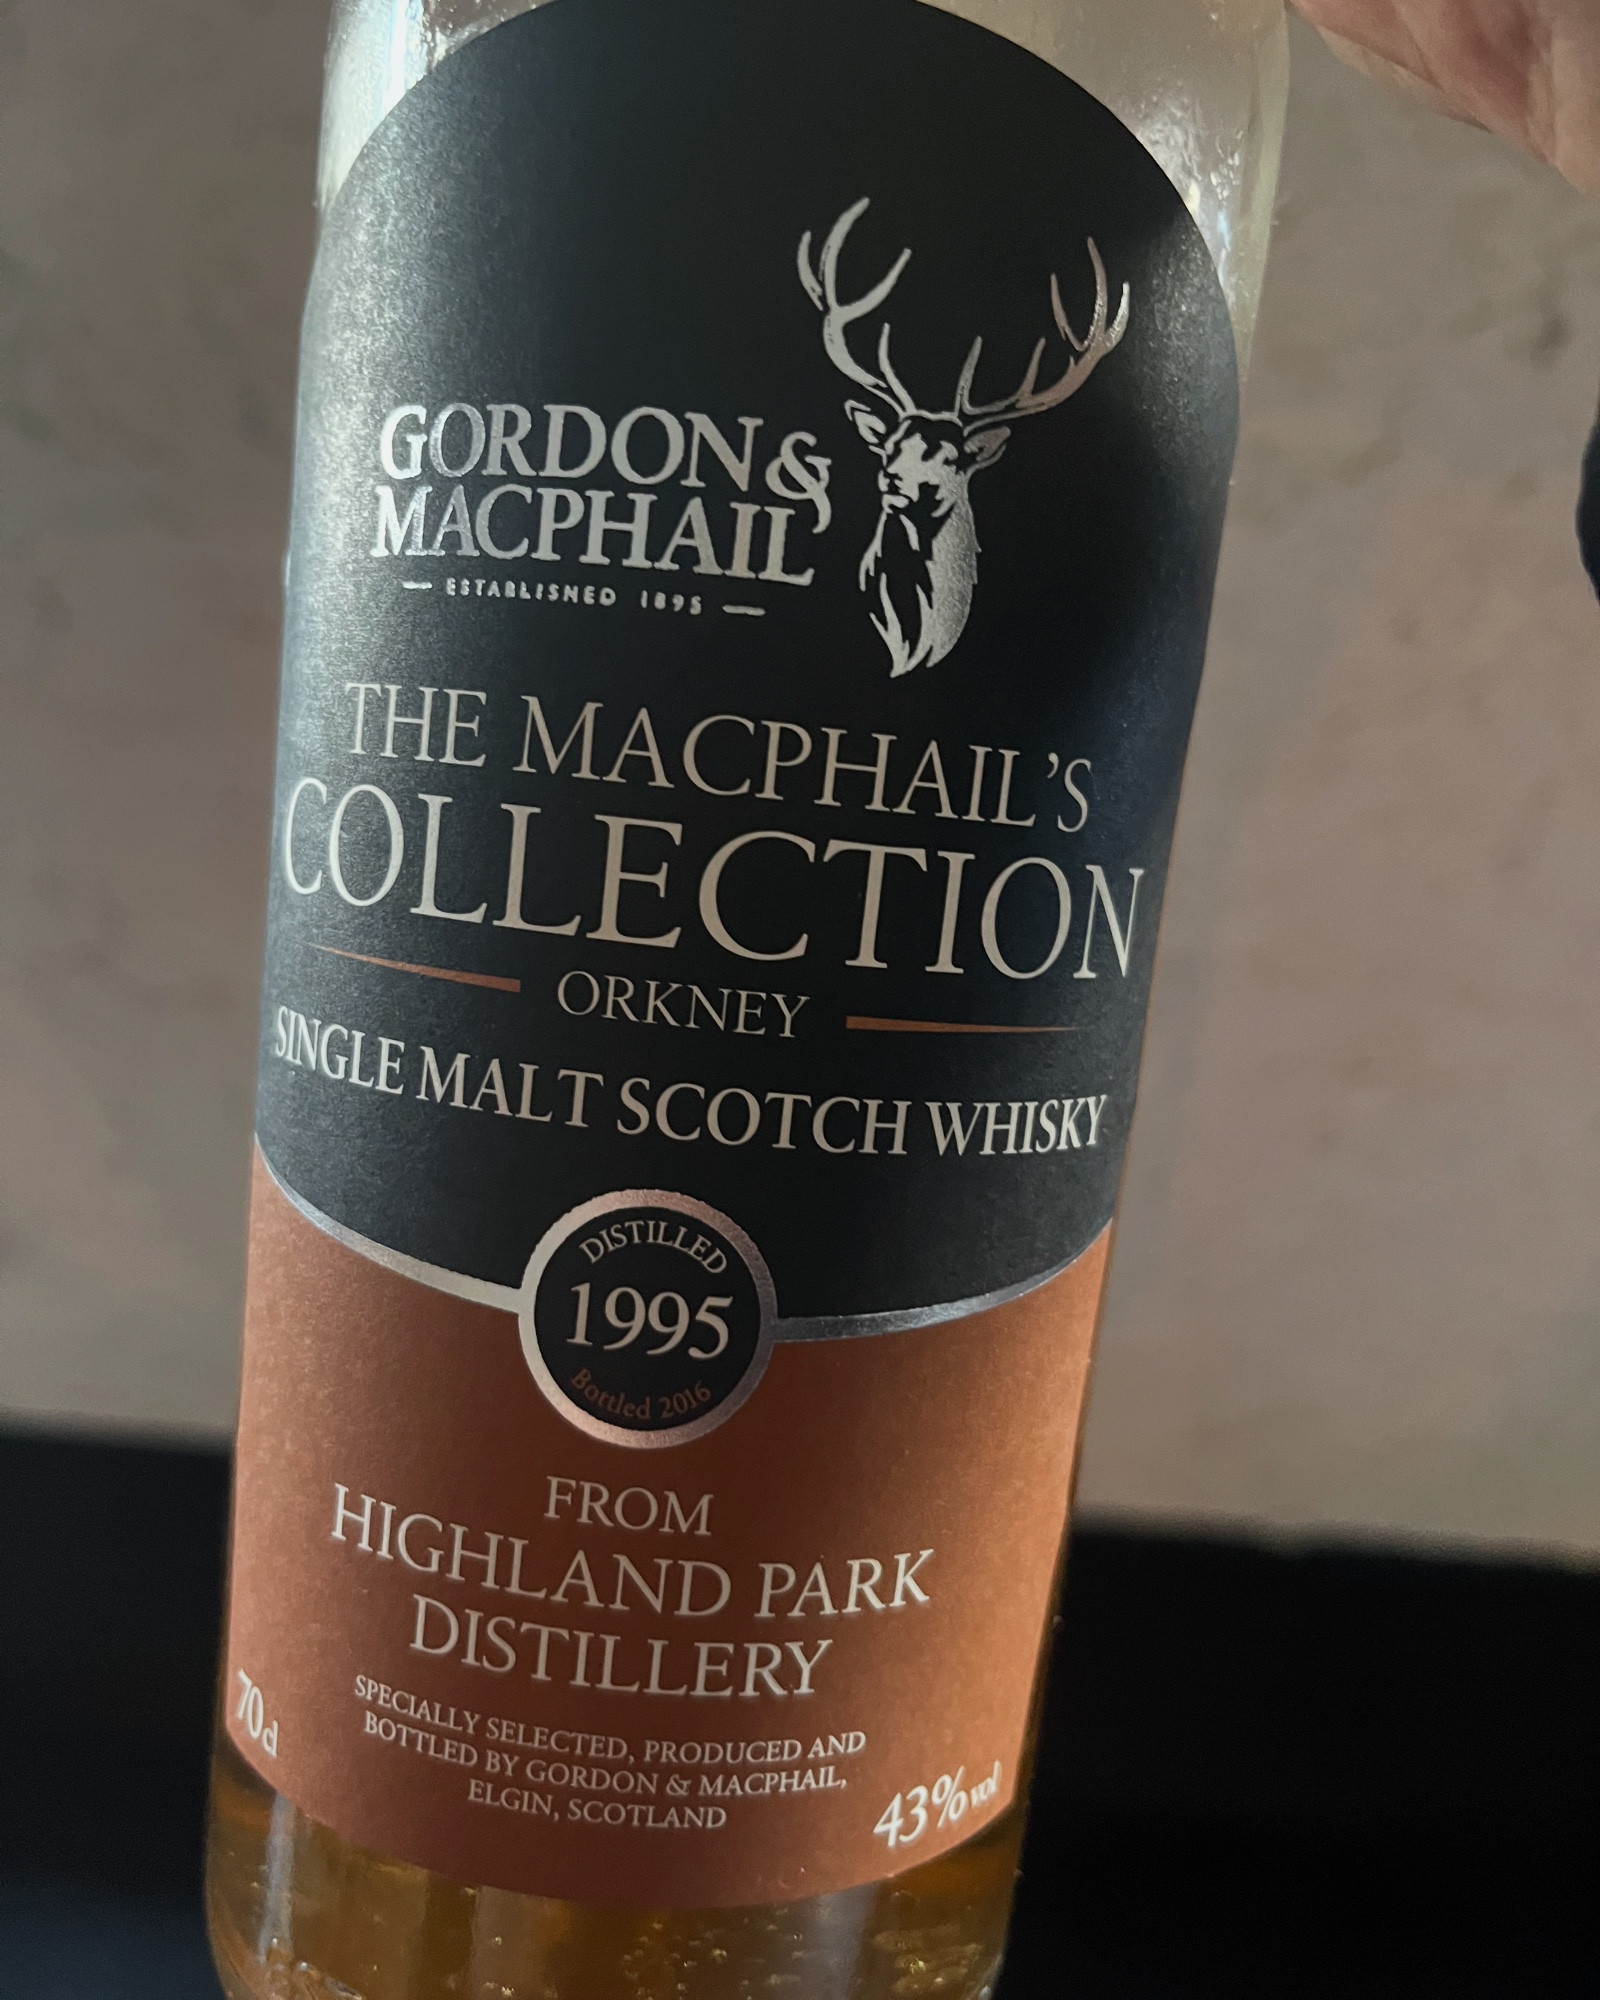 GORDON &
MACPHAIL
ESTABLISHED 1895
THE MACPHAIL'S
COLLECTION
ORKNEY
SINGLE MALT SCOTCH WHISKY
DISTILLED
1995
Bottled 2016
FROM
HIGHLAND PARK
DISTILLERY
SPECIALLY SELECTED, PRODUCED AND
BOTTLED BY GORDON & MACPHAIL,
ELGIN, SCOTLAND
70cl
43% vol